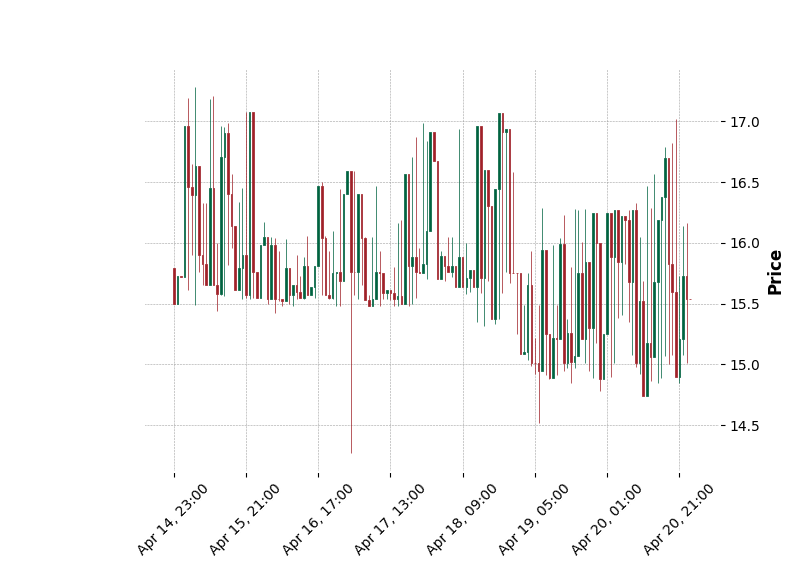 17.0
16.5
16.0
15.5
15.0
14.5
Price
Apr 14, 23:00
Apr 15, 21:00
Apr 16, 17:00
Apr 17, 13:00
Apr 18, 09:00
Apr 19, 05:00
Apr 20, 01:00
Apr 20, 21:00